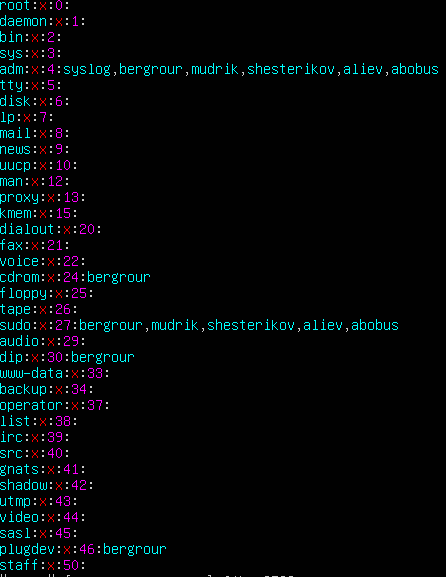 root:x:0:
daemon:x:1:
bin:x:2:
sys:x:3:
adm:x:4:syslog,bergrour,mudrik,shesterikov,aliev,abobus
tty:x:5:
disk:x:6:
lp:x:7:
mail:x:8:
news:x:9:
uucp:x:10:
man:x:12:
proxy:x:13:
kmem:x:15:
dialout:x:20:
fax:x:21:
voice:x:22:
cdrom:x:24:bergrour
floppy:x:25:
tape:x:26:
sudo:x:27:bergrour,mudrik,shesterikov,aliev,abobus
audio:x:29:
dip:x:30:bergrour
www-data:x:33:
backup:x:34:
operator:x:37:
list:x:38:
irc:x:39:
src:x:40:
gnats:x:41:
shadow:x:42:
utmp:x:43:
video:x:44:
sasl:x:45:
plugdev:x:46:bergrour
staff:x:50: